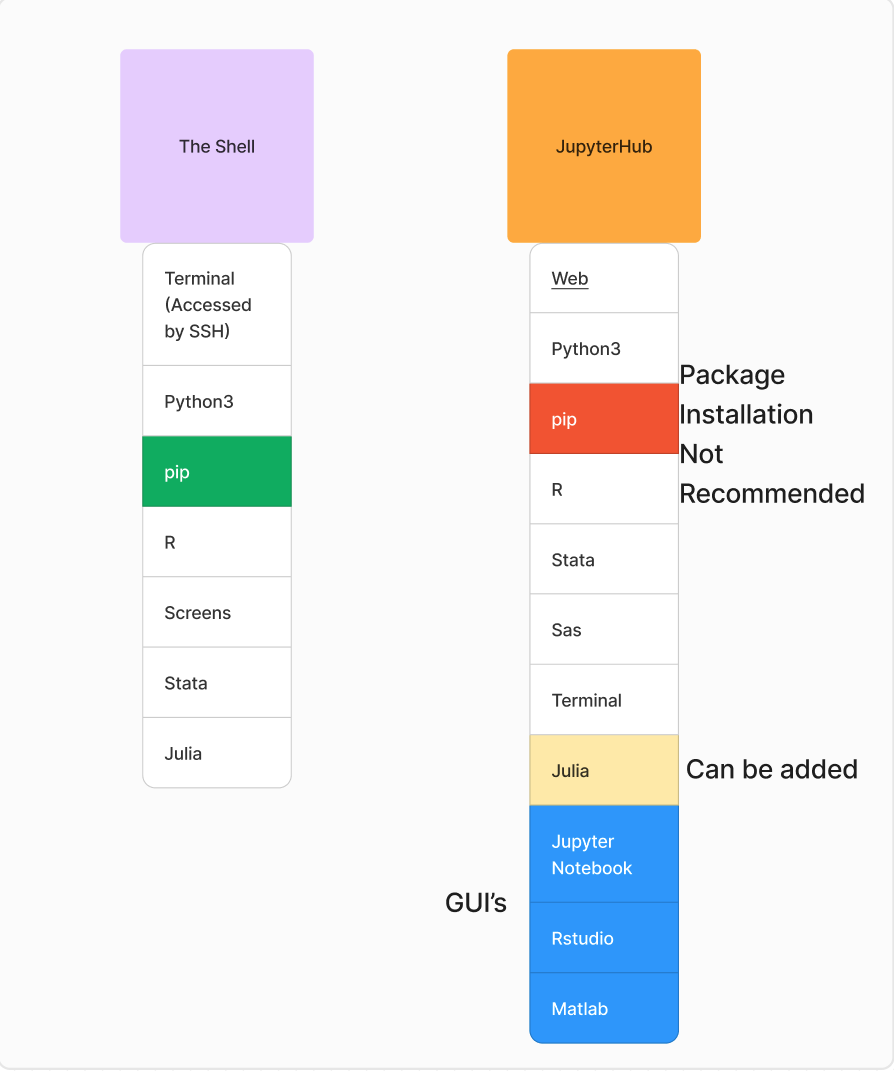 The Shell
Terminal
(Accessed
by SSH)
Python3
pip
R
Screens
Stata
Julia
JupyterHub
Web
Python3
pip
Package
Installation
Not
Recommended
R
Stata
Sas
Terminal
Julia
Can be added
Jupyter
Notebook
GUI’s
Rstudio
Matlab